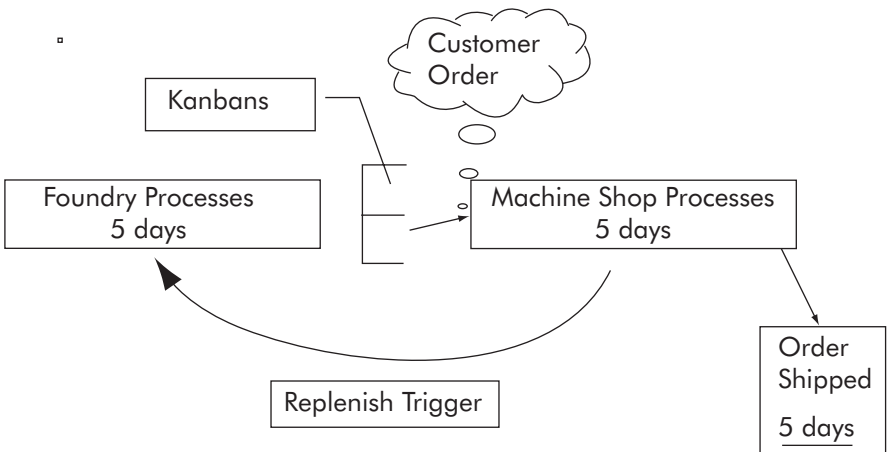 Customer
Order
Kanbans
Foundry Processes
5 days
Machine Shop Processes
5 days
Replenish Trigger
Order
Shipped
5 days